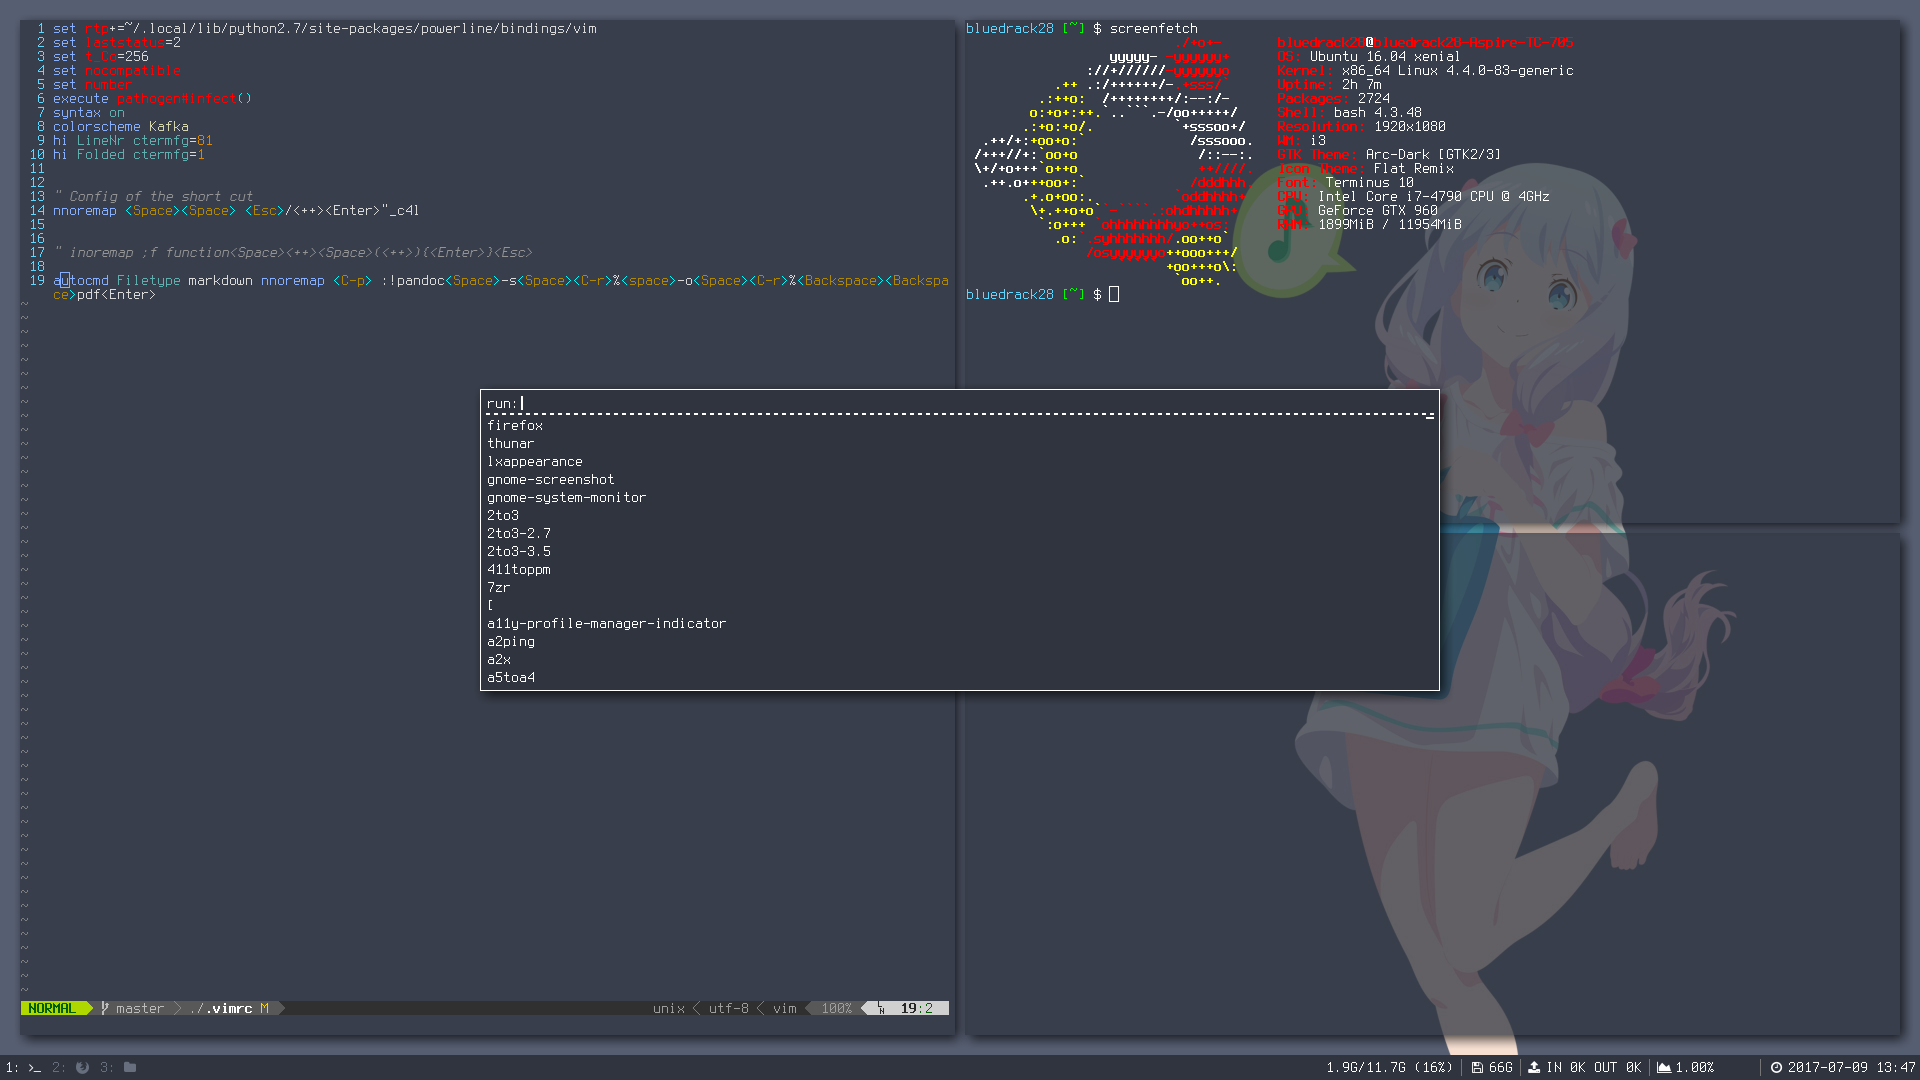 1 set rtp+=~/.local/lib/python2.7/site-packages/powerline/bindings/vim
2 set laststatus=2
3 set t_Co=256
4 set nocompatible
5 set number
6 execute pathogen#infect()
7 syntax on
8 colorscheme Kafka
9 hi LineNr ctermfg=81
10 hi Folded ctermfg=1
11
12
13 " Config of the short cut
14 nnoremap <Space><Space> <Esc>/<++><Enter>"_c4l
15
16
17 " inoremap ;f function<Space><++><Space>(<++>){<Enter>}<Esc>
18
19 autocmd Filetype markdown nnoremap <C-p> :!pandoc<Space>-s<Space><C-r>%<space>-o<Space><C-r>%<Backspace><Backspa
ce>pdf<Enter>
NORMAL master ./.vimrc M unix utf-8 vim 100% 19:2
bluedrack28 [~] $ screenfetch
bluedrack28@bluedrack28-Aspire-TC-705
OS: Ubuntu 16.04 xenial
Kernel: x86_64 Linux 4.4.0-83-generic
Uptime: 2h 7m
Packages: 2724
Shell: bash 4.3.48
Resolution: 1920x1080
WM: i3
GTK Theme: Arc-Dark [GTK2/3]
Icon Theme: Flat Remix
Font: Terminus 10
CPU: Intel Core i7-4790 CPU @ 4GHz
GPU: GeForce GTX 960
RAM: 1899MiB / 11954MiB
bluedrack28 [~] $
run:
firefox
thunar
lxappearance
gnome-screenshot
gnome-system-monitor
2to3
2to3-2.7
2to3-3.5
411toppm
7zr
[
a11y-profile-manager-indicator
a2ping
a2x
a5toa4
1: 2: 3: 1.9G/11.7G (16%) 66G IN 0K OUT 0K 1.00% 2017-07-09 13:47